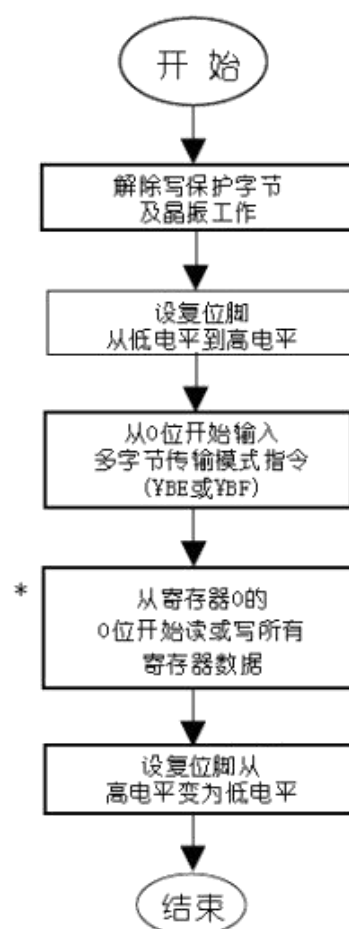 开 始
解除写保护字节
及晶振工作
设复位脚
从低电平到高电平
从0位开始输入
多字节传输模式指令
(¥BE或¥BF)
*
从寄存器0的
0位开始读或写所有
寄存器数据
设复位脚从
高电平变为低电平
结束